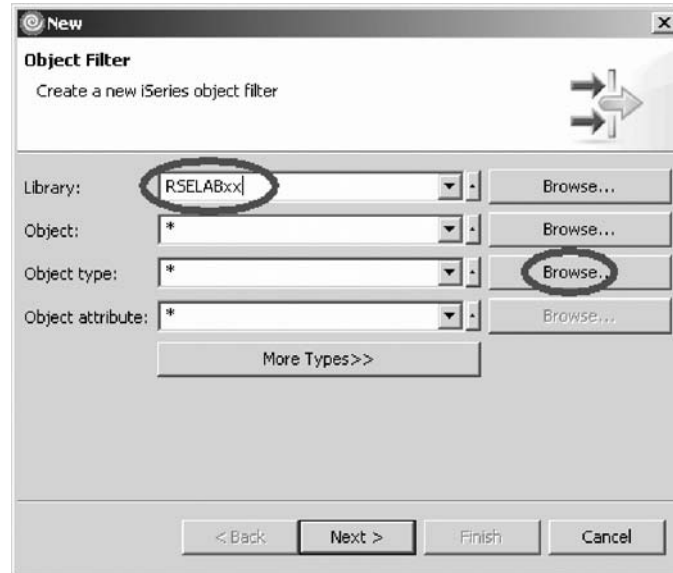 New
Object Filter
Create a new iSeries object filter
Library: RSELABxx Browse...
Object: * Browse...
Object type: * Browse...
Object attribute: * Browse...
More Types>>
< Back Next > Finish Cancel